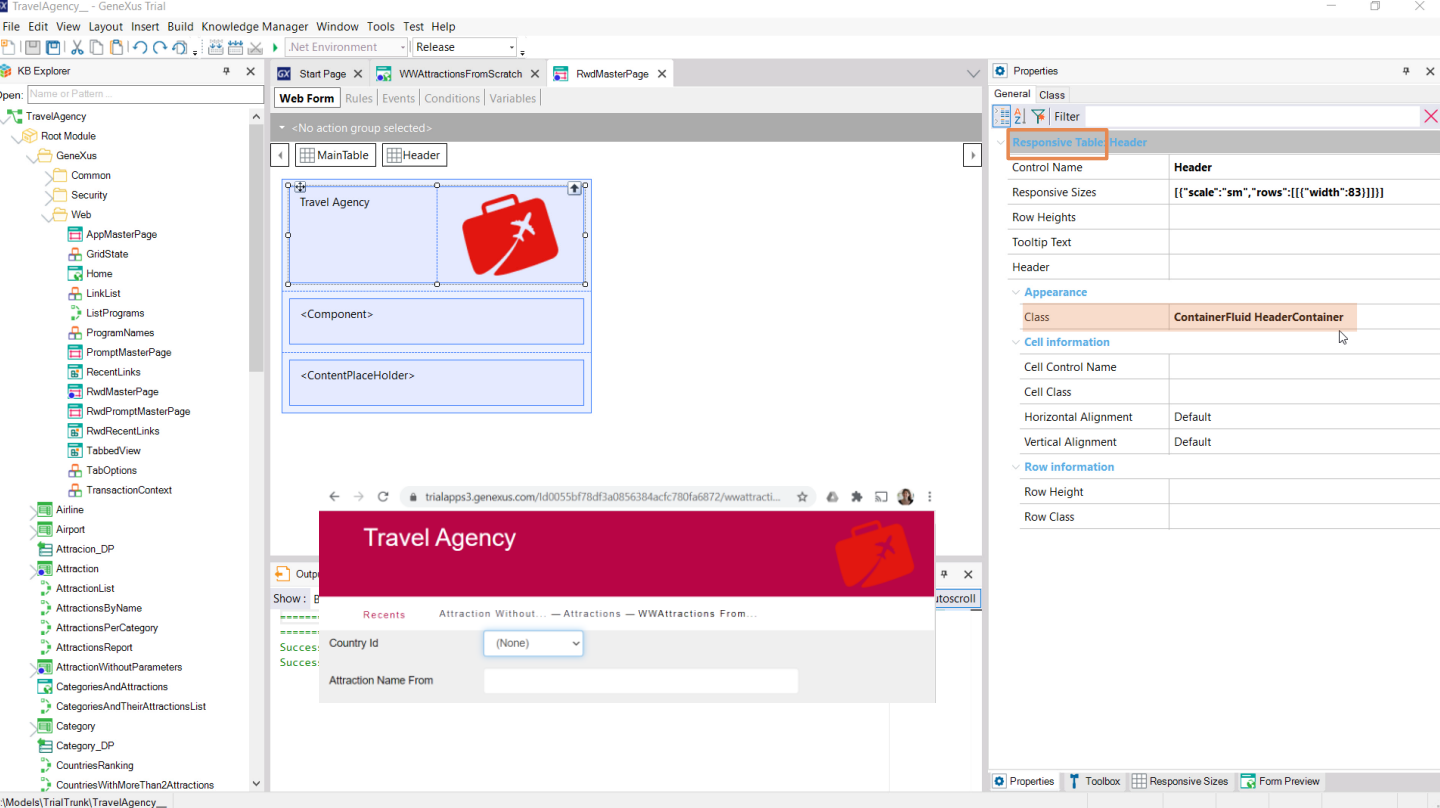 TravelAgency__ - GeneXus Trial
File Edit View Layout Insert Build Knowledge Manager Window Tools Test Help
.Net Environment Release
KB Explorer
Open: Name or Pattern ...
TravelAgency
Root Module
GeneXus
Common
Security
Web
AppMasterPage
GridState
Home
LinkList
ListPrograms
ProgramNames
PromptMasterPage
RecentLinks
RwdMasterPage
RwdPromptMasterPage
RwdRecentLinks
TabbedView
TabOptions
TransactionContext
Airline
Airport
Attracion_DP
Attraction
AttractionList
AttractionsByName
AttractionsPerCategory
AttractionsReport
AttractionWithoutParameters
CategoriesAndAttractions
CategoriesAndTheirAttractionsList
Category
Category_DP
CountriesRanking
CountriesWithMoreThan2Attractions
:\Models\TrialTrunk\TravelAgency__
Start Page WWAttractionsFromScratch RwdMasterPage
Web Form Rules Events Conditions Variables
<No action group selected>
MainTable Header
Travel Agency
<Component>
<ContentPlaceHolder>
Outp
Show : B
utoscroll
=======
=======
Succes
Succes
trialapps3.genexus.com/Id0055bf78df3a0856384acfc780fa6872/wwattracti...
Travel Agency
Recents Attraction Without... — Attractions — WWAttractions From...
Country Id (None)
Attraction Name From
Properties
General Class
Filter
Responsive Table: Header
Control Name Header
Responsive Sizes [{"scale":"sm","rows":[[{"width":83}]]}]
Row Heights
Tooltip Text
Header
Appearance
Class ContainerFluid HeaderContainer
Cell information
Cell Control Name
Cell Class
Horizontal Alignment Default
Vertical Alignment Default
Row information
Row Height
Row Class
Properties Toolbox Responsive Sizes Form Preview